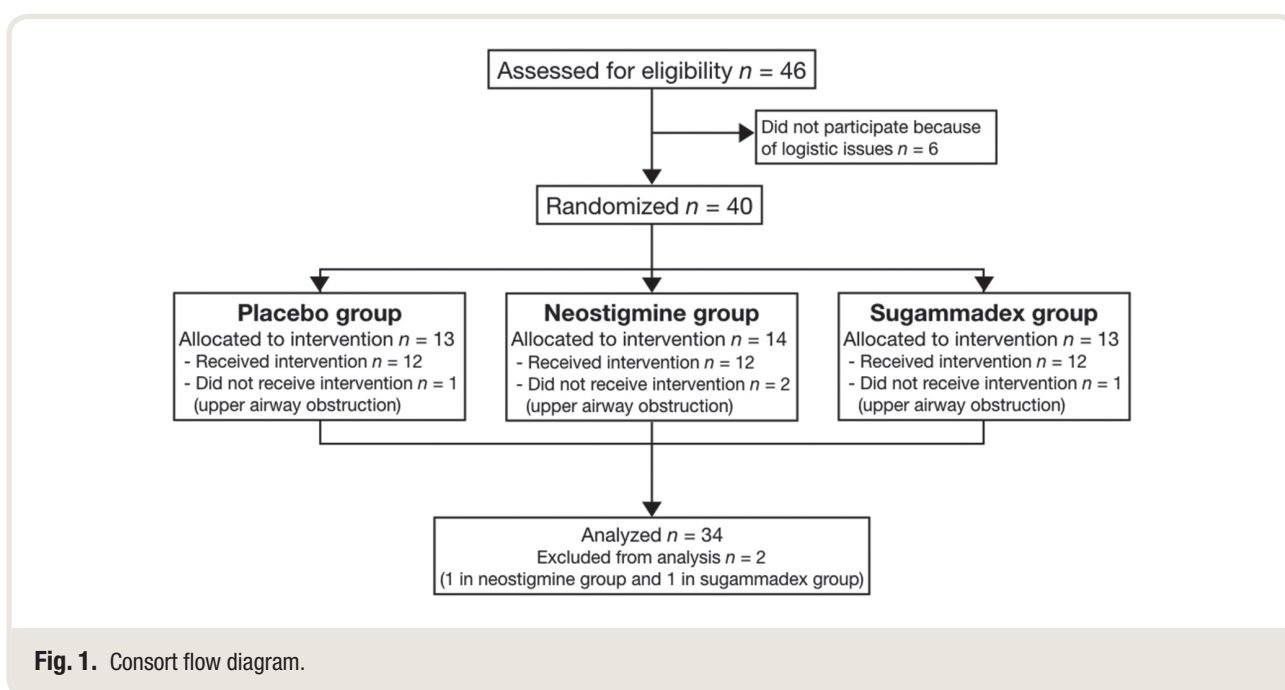 Assessed for eligibility n = 46
Did not participate because
of logistic issues n = 6
Randomized n = 40
Placebo group
Allocated to intervention n = 13
- Received intervention n = 12
- Did not receive intervention n = 1
(upper airway obstruction)
Neostigmine group
Allocated to intervention n = 14
- Received intervention n = 12
- Did not receive intervention n = 2
(upper airway obstruction)
Sugammadex group
Allocated to intervention n = 13
- Received intervention n = 12
- Did not receive intervention n = 1
(upper airway obstruction)
Analyzed n = 34
Excluded from analysis n = 2
(1 in neostigmine group and 1 in sugammadex group)
Fig. 1. Consort flow diagram.